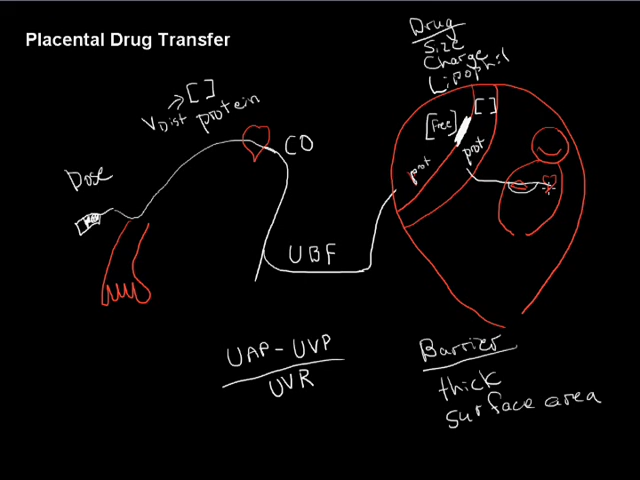 Placental Drug Transfer
Drug
Size
Charge
Lipophil
→ [ ]
VDist protein
[Free]
[ ]
CO
prot
prot
Dose
UBF
UAP - UVP
UVR
Barrier
thick
surface area